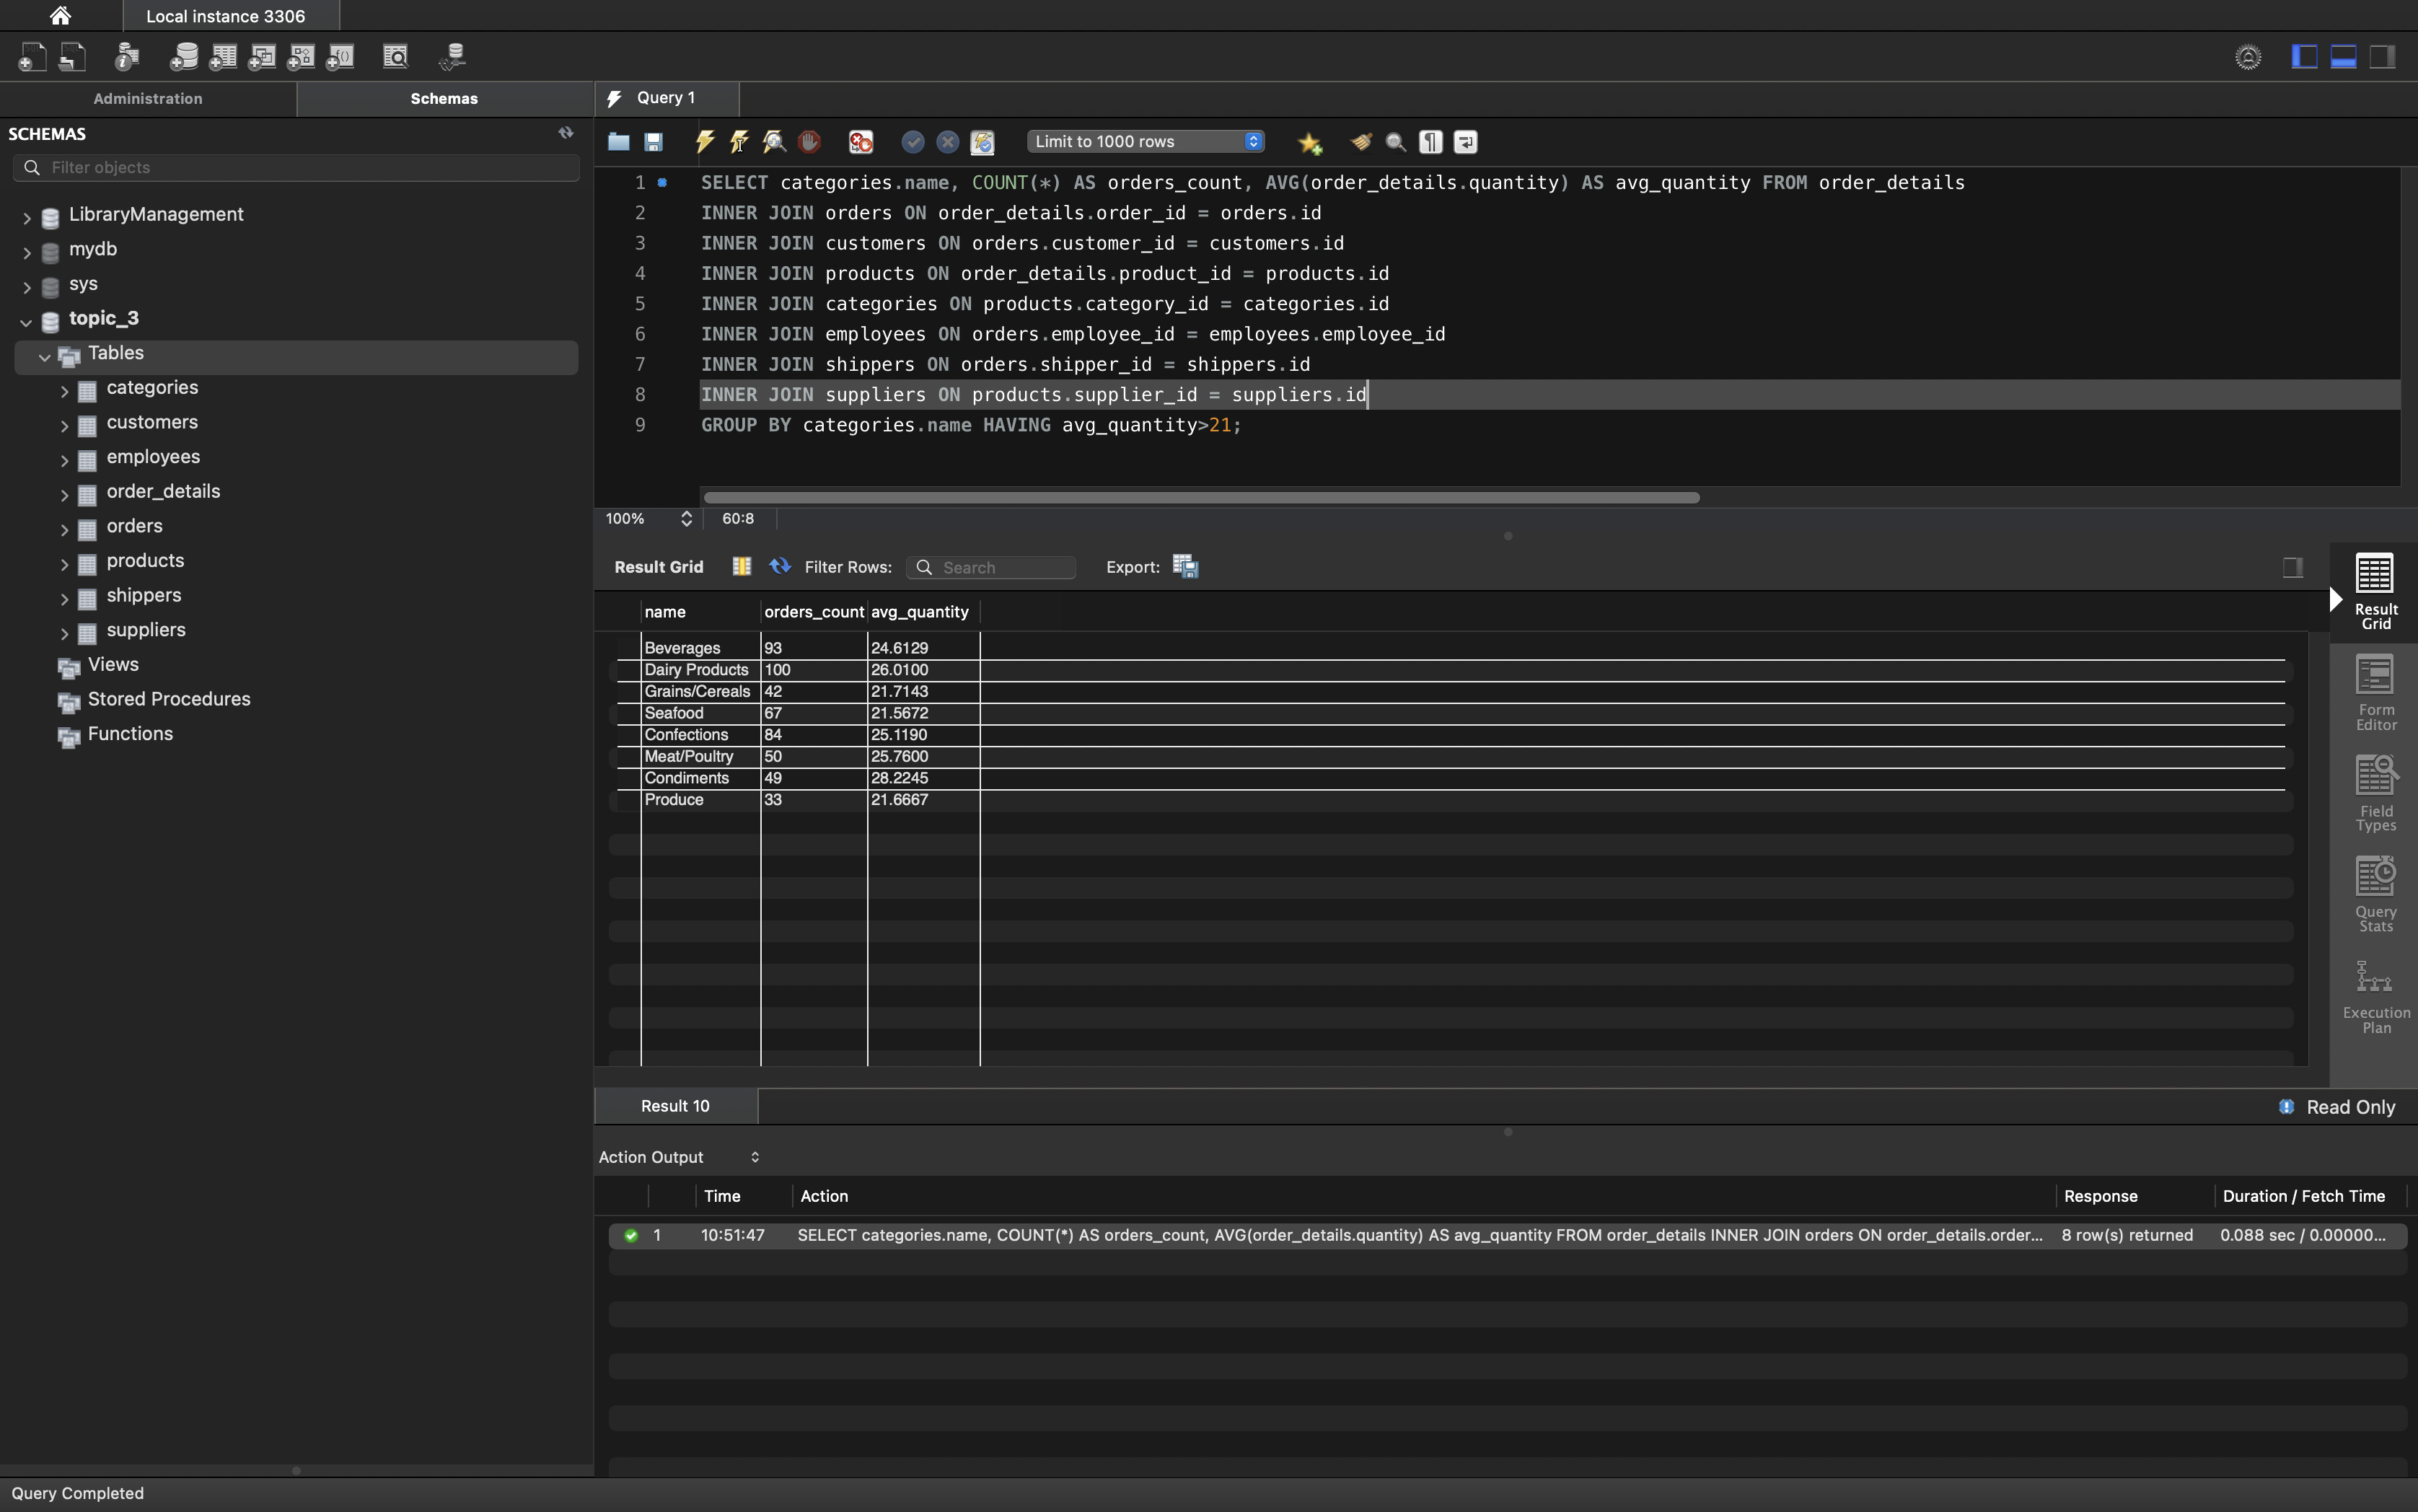 Local instance 3306
Administration Schemas Query 1
SCHEMAS
Filter objects
LibraryManagement
mydb
sys
topic_3
Tables
categories
customers
employees
order_details
orders
products
shippers
suppliers
Views
Stored Procedures
Functions
Limit to 1000 rows
1 SELECT categories.name, COUNT(*) AS orders_count, AVG(order_details.quantity) AS avg_quantity FROM order_details
2 INNER JOIN orders ON order_details.order_id = orders.id
3 INNER JOIN customers ON orders.customer_id = customers.id
4 INNER JOIN products ON order_details.product_id = products.id
5 INNER JOIN categories ON products.category_id = categories.id
6 INNER JOIN employees ON orders.employee_id = employees.employee_id
7 INNER JOIN shippers ON orders.shipper_id = shippers.id
8 INNER JOIN suppliers ON products.supplier_id = suppliers.id
9 GROUP BY categories.name HAVING avg_quantity>21;
100% 60:8
Result Grid Filter Rows: Search Export:
name orders_count avg_quantity
Beverages 93 24.6129
Dairy Products 100 26.0100
Grains/Cereals 42 21.7143
Seafood 67 21.5672
Confections 84 25.1190
Meat/Poultry 50 25.7600
Condiments 49 28.2245
Produce 33 21.6667
Result
Grid
Form
Editor
Field
Types
Query
Stats
Execution
Plan
Result 10 Read Only
Action Output
Time Action Response Duration / Fetch Time
1 10:51:47 SELECT categories.name, COUNT(*) AS orders_count, AVG(order_details.quantity) AS avg_quantity FROM order_details INNER JOIN orders ON order_details.order... 8 row(s) returned 0.088 sec / 0.00000...
Query Completed